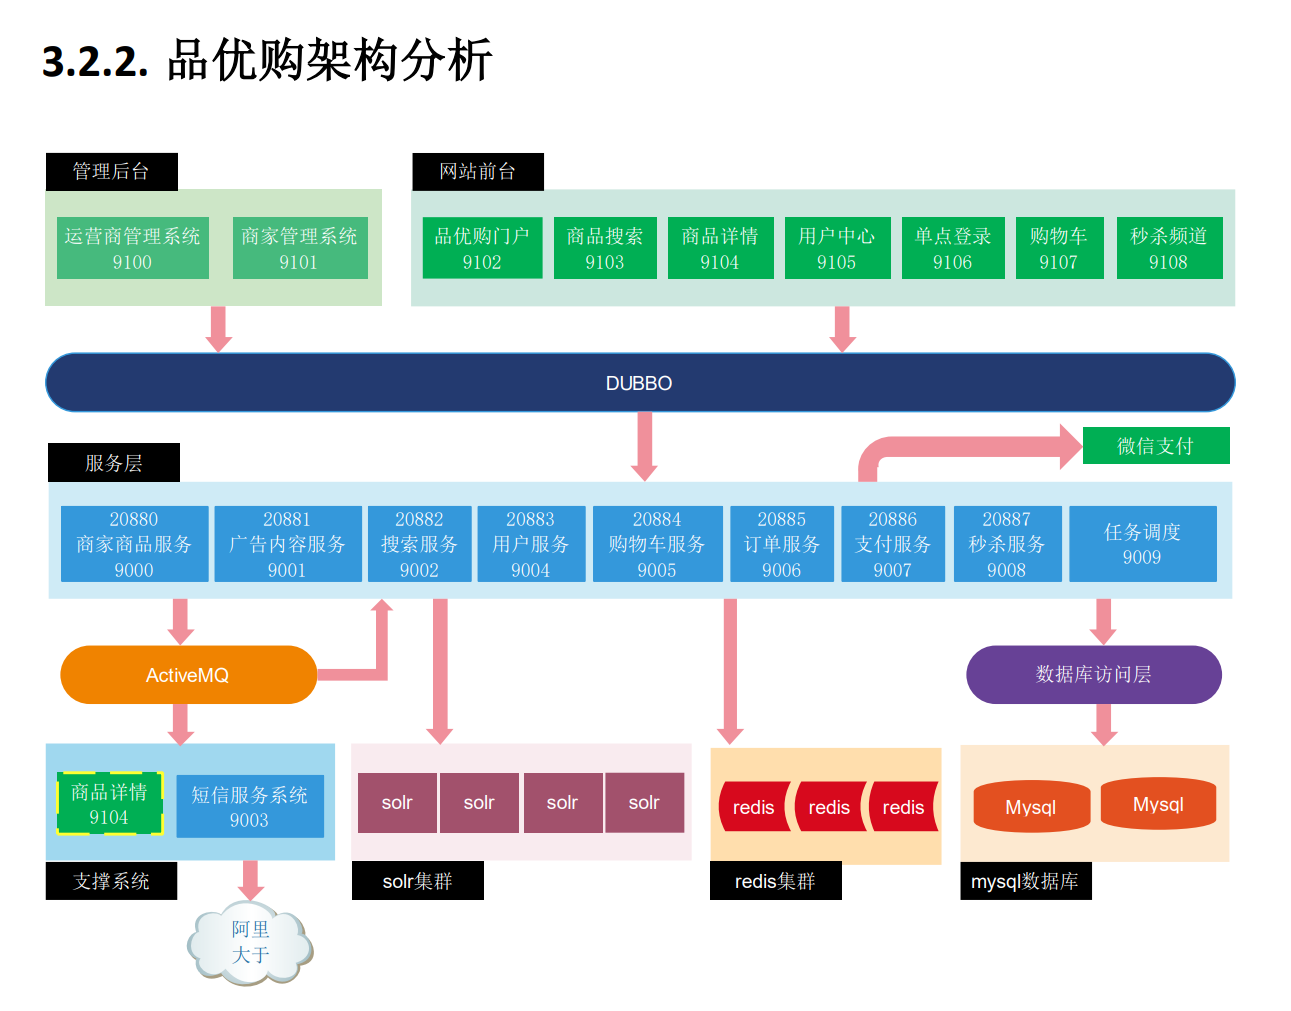 3.2.2. 品优购架构分析
管理后台
网站前台
运营商管理系统
9100
商家管理系统
9101
品优购门户
9102
商品搜索
9103
商品详情
9104
用户中心
9105
单点登录
9106
购物车
9107
秒杀频道
9108
DUBBO
微信支付
服务层
20880
商家商品服务
9000
20881
广告内容服务
9001
20882
搜索服务
9002
20883
用户服务
9004
20884
购物车服务
9005
20885
订单服务
9006
20886
支付服务
9007
20887
秒杀服务
9008
任务调度
9009
ActiveMQ
数据库访问层
商品详情
9104
短信服务系统
9003
solr
solr
solr
solr
redis
redis
redis
Mysql
Mysql
支撑系统
solr集群
redis集群
mysql数据库
阿里
大于